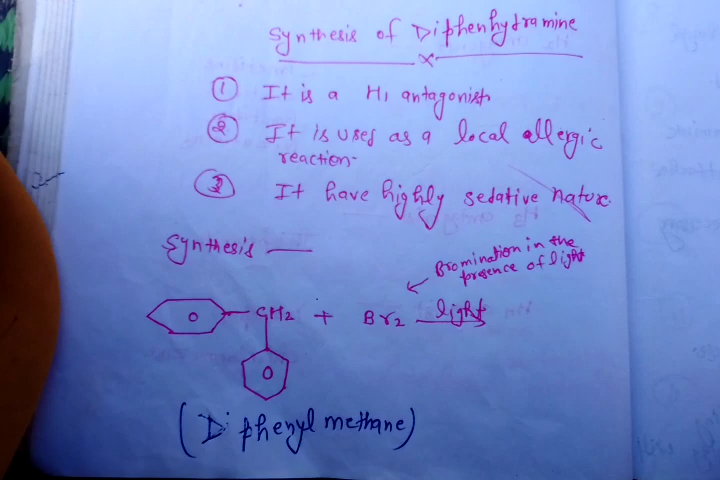 Synthesis of Diphenhydramine
① It is a H1 antagonist
② It is used as a local allergic
reaction-
③ It have highly sedative nature.
Synthesis —
Bromination in the
presence of light
CH2 + Br2 light
(Diphenyl methane)